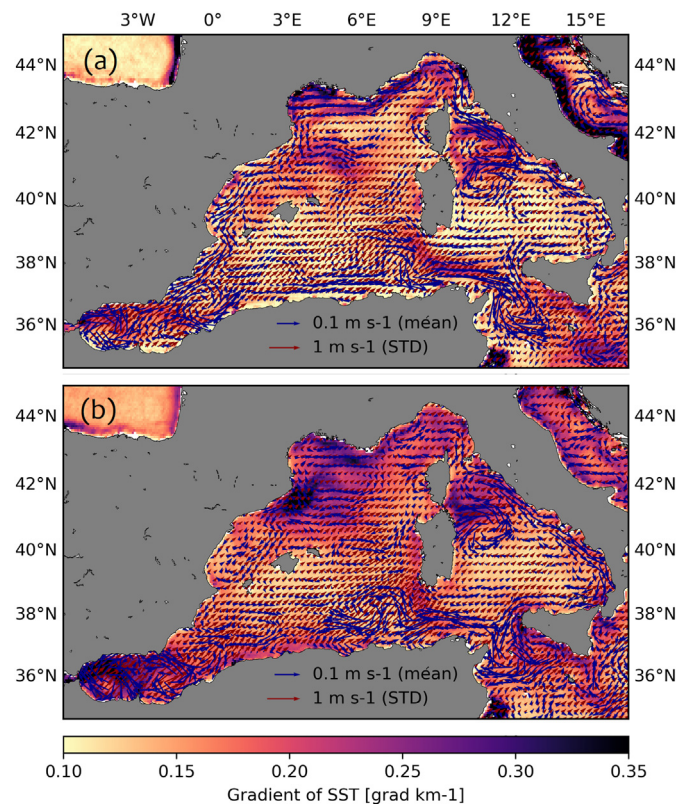 3°W 0° 3°E 6°E 9°E 12°E 15°E
(a)
44°N 44°N
42°N 42°N
40°N 40°N
38°N 38°N
36°N 36°N
0.1 m s-1 (méan)
1 m s-1 (STD)
(b)
44°N 44°N
42°N 42°N
40°N 40°N
38°N 38°N
36°N 36°N
0.1 m s-1 (méan)
1 m s-1 (STD)
0.10 0.15 0.20 0.25 0.30 0.35
Gradient of SST [grad km-1]